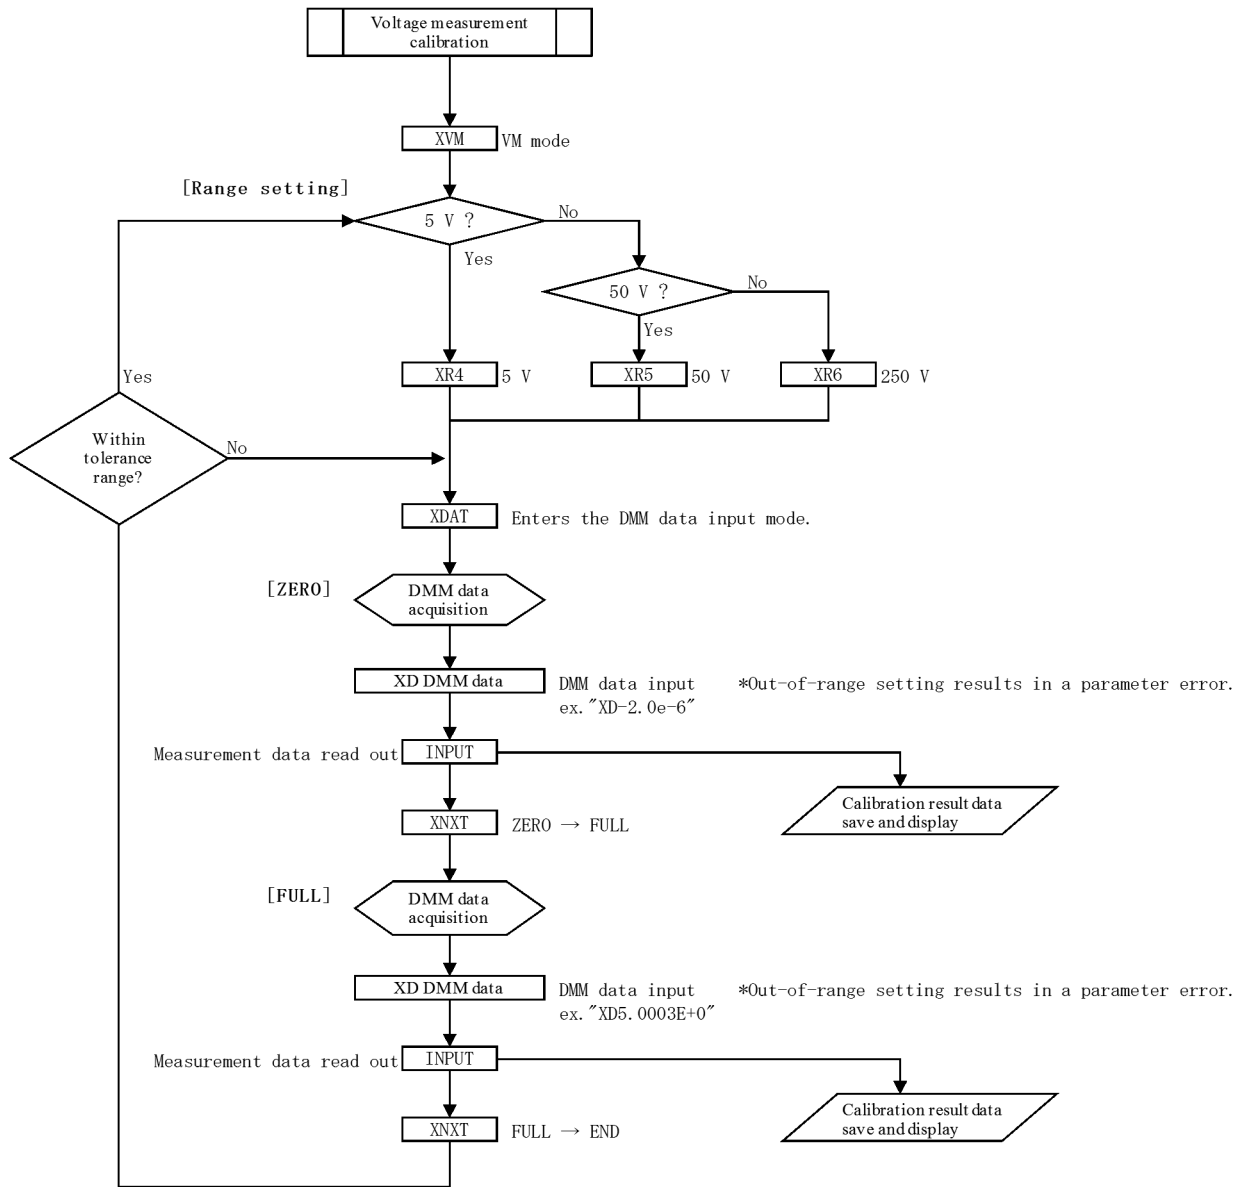 Voltage measurement
calibration
XVM VM mode
[Range setting]
5 V ?
No
Yes
50 V ?
No
Yes
XR4 5 V
XR5 50 V
XR6 250 V
Yes
Within
tolerance
range?
No
XDAT Enters the DMM data input mode.
[ZERO]
DMM data
acquisition
XD DMM data
DMM data input *Out-of-range setting results in a parameter error.
ex."XD-2.0e-6"
Measurement data read out INPUT
Calibration result data
save and display
XNXT ZERO → FULL
[FULL]
DMM data
acquisition
XD DMM data
DMM data input *Out-of-range setting results in a parameter error.
ex."XD5.0003E+0"
Measurement data read out INPUT
Calibration result data
save and display
XNXT FULL → END